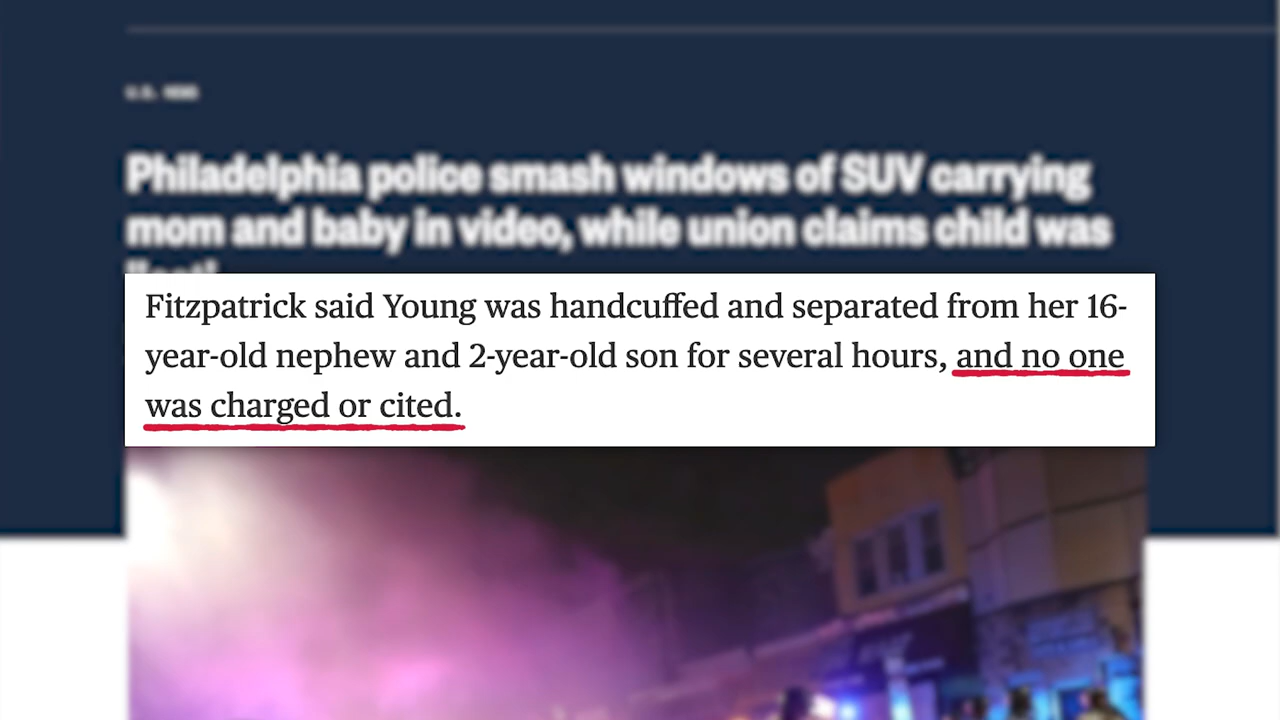 U.S. NEWS
Philadelphia police smash windows of SUV carrying
mom and baby in video, while union claims child was
Fitzpatrick said Young was handcuffed and separated from her 16-
year-old nephew and 2-year-old son for several hours, and no one
was charged or cited.